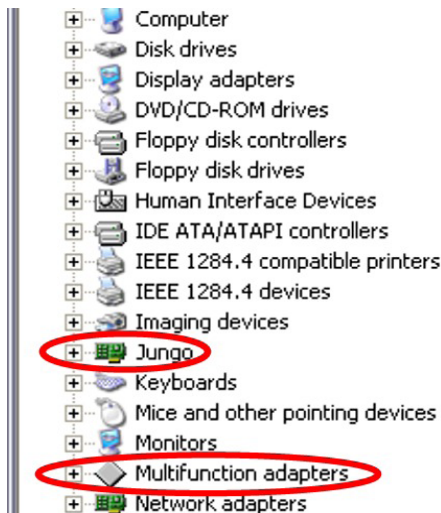 Computer
Disk drives
Display adapters
DVD/CD-ROM drives
Floppy disk controllers
Floppy disk drives
Human Interface Devices
IDE ATA/ATAPI controllers
IEEE 1284.4 compatible printers
IEEE 1284.4 devices
Imaging devices
Jungo
Keyboards
Mice and other pointing devices
Monitors
Multifunction adapters
Network adapters